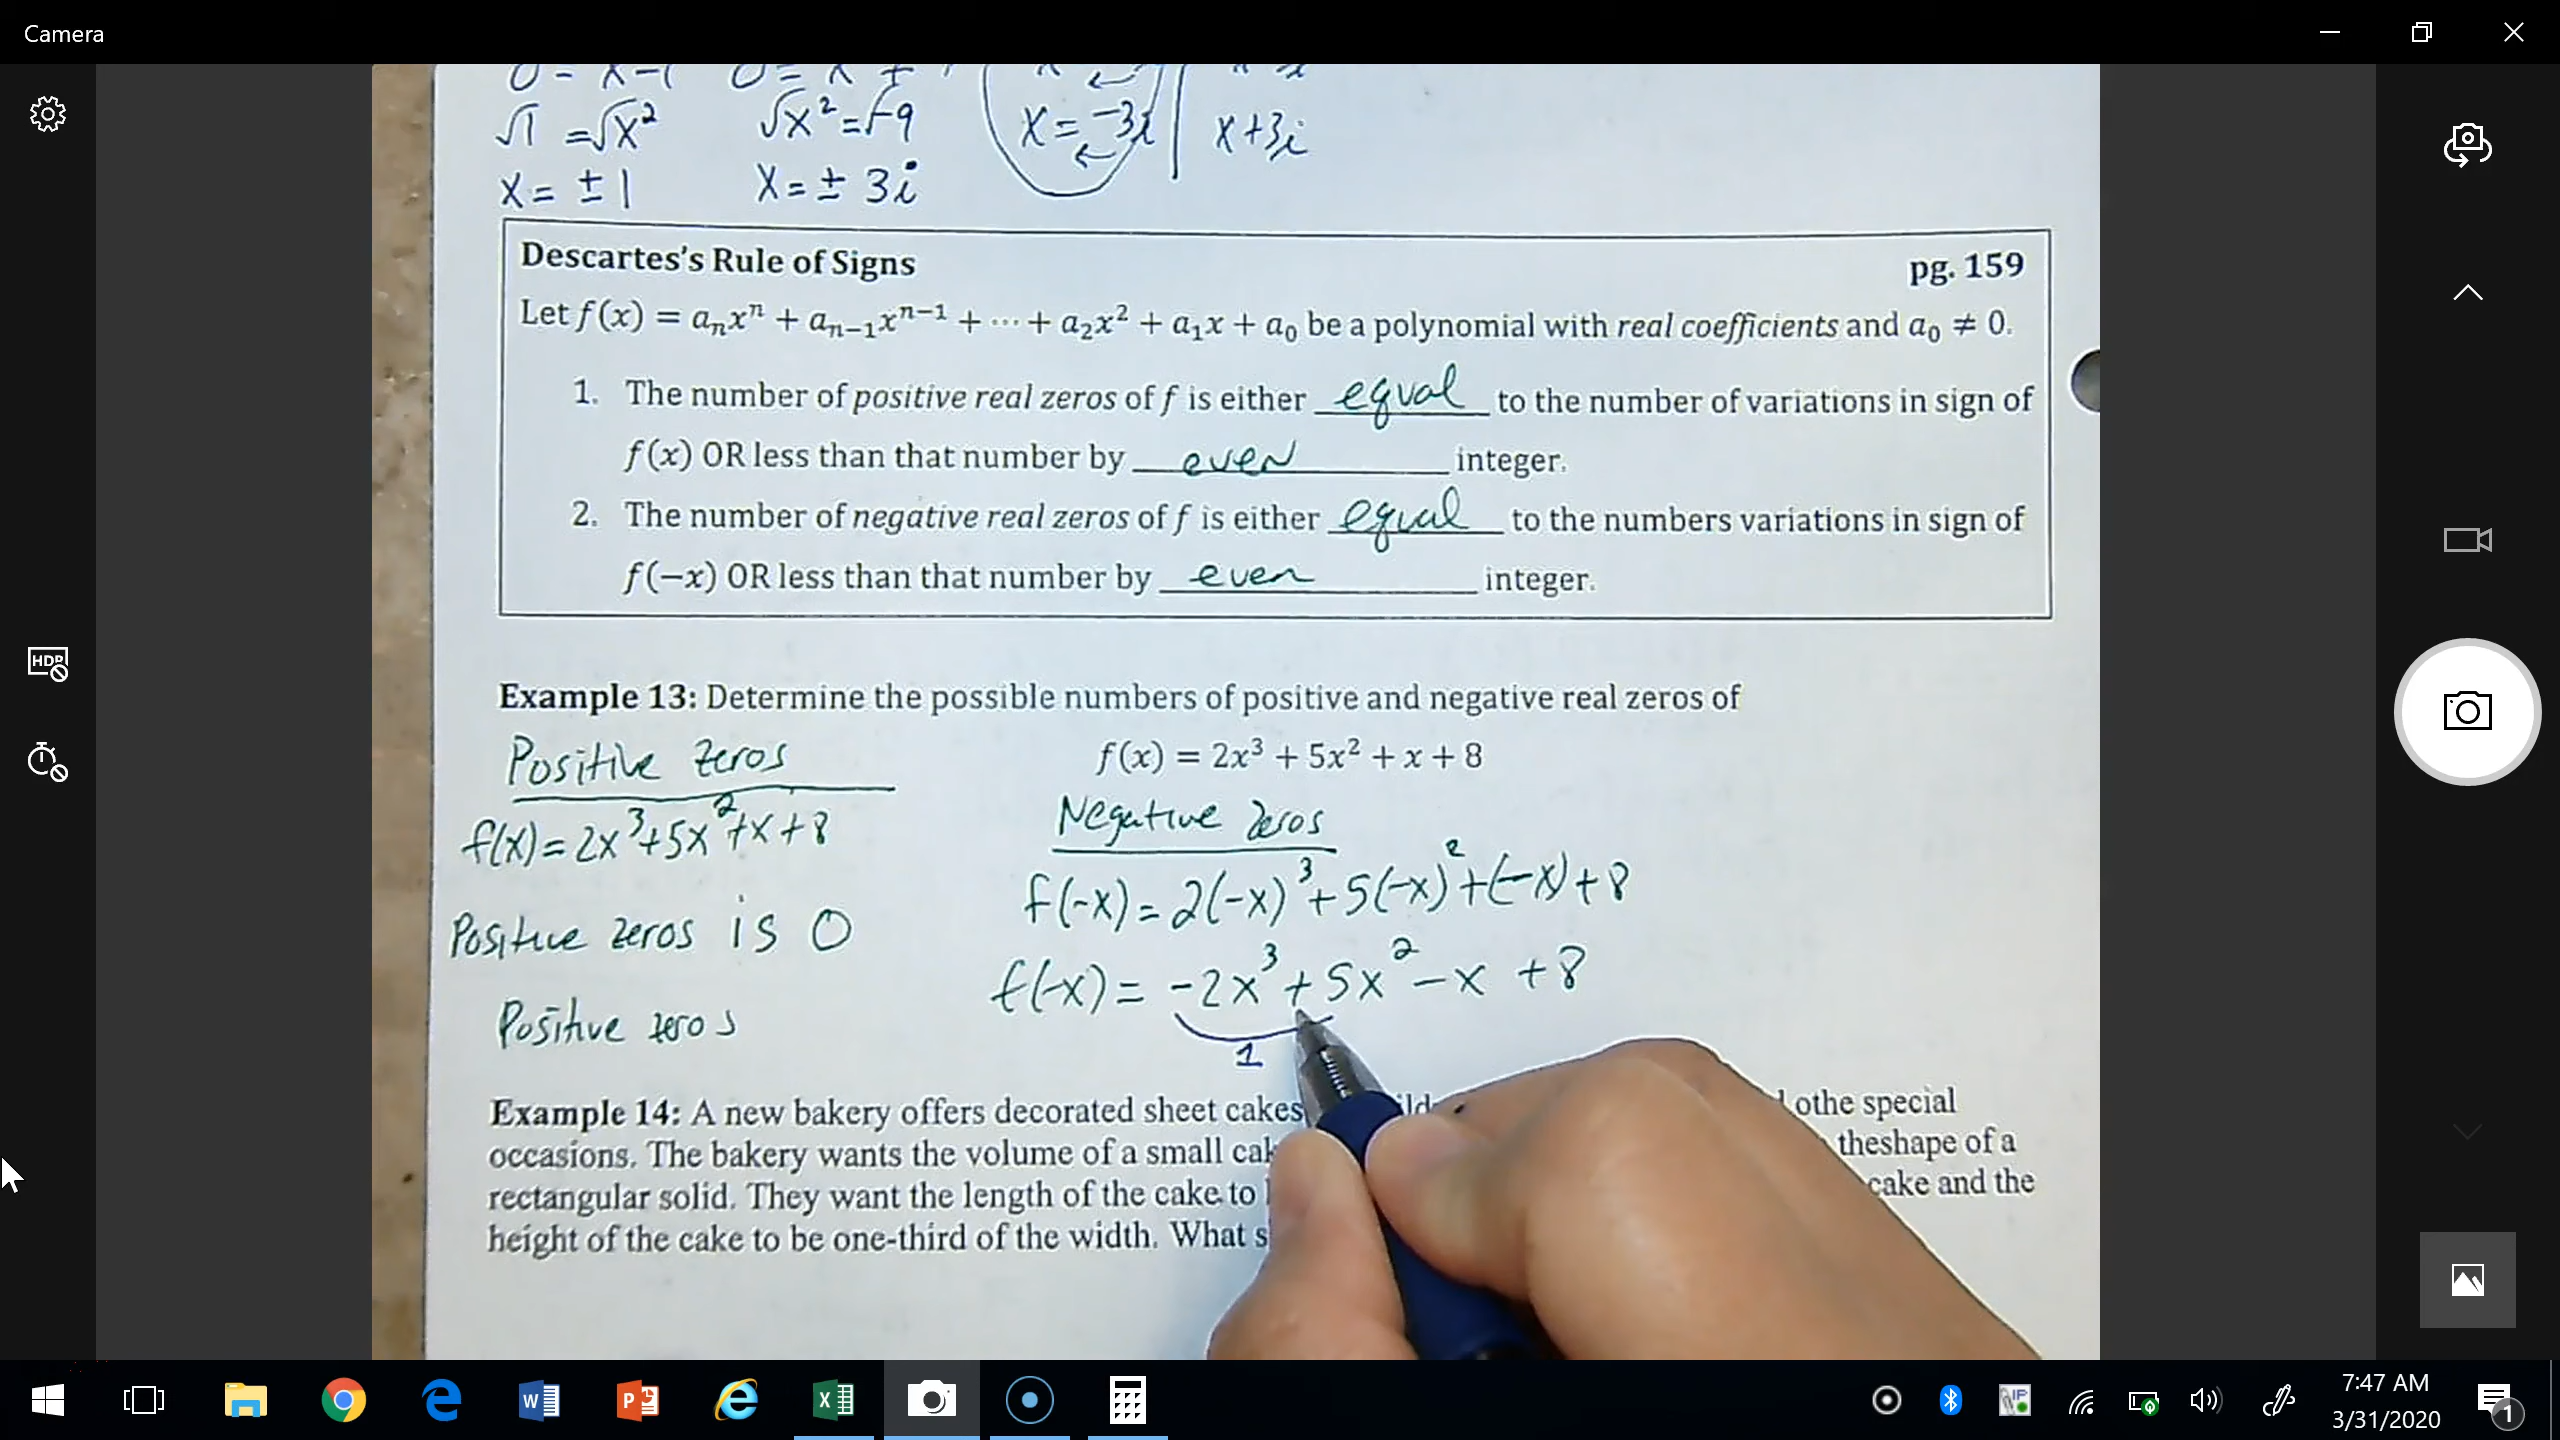 Camera
√1 = √x² √x² = √-9 x = -3i x+3i
x = ± 1 x = ± 3i
Descartes's Rule of Signs pg. 159
Let f(x) = aₙxⁿ + aₙ₋₁xⁿ⁻¹ + ⋯ + a₂x² + a₁x + a₀ be a polynomial with real coefficients and a₀ ≠ 0.
1. The number of positive real zeros of f is either equal to the number of variations in sign of
f(x) OR less than that number by even integer.
2. The number of negative real zeros of f is either equal to the numbers variations in sign of
f(−x) OR less than that number by even integer.
Example 13: Determine the possible numbers of positive and negative real zeros of
f(x) = 2x³ + 5x² + x + 8
Positive zeros
f(x) = 2x³+5x²+x+8
Positive zeros is 0
Positive zeros
Negative zeros
f(-x) = 2(-x)³+5(-x)²+(-x)+8
f(-x) = -2x³+5x²-x +8
1
Example 14: A new bakery offers decorated sheet cakes othe special
occasions. The bakery wants the volume of a small theshape of a
rectangular solid. They want the length of the cake to cake and the
height of the cake to be one-third of the width. What
HDR
7:47 AM
3/31/2020
1